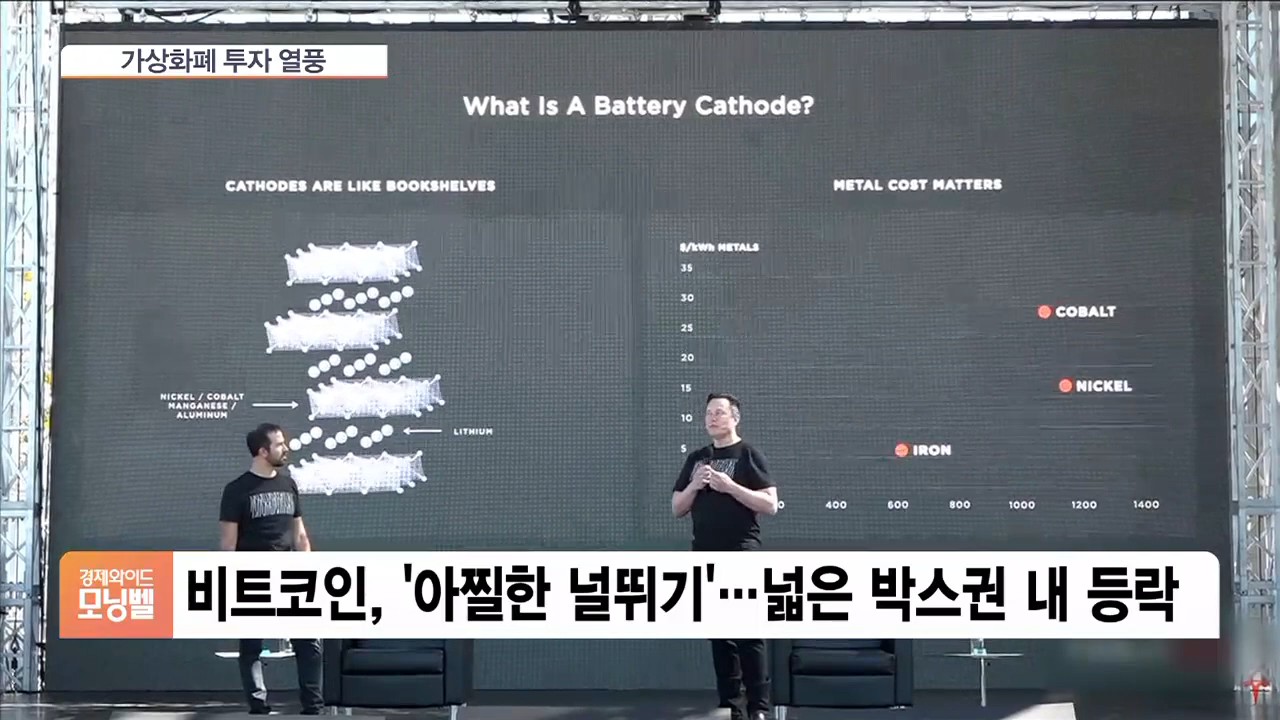 가상화폐 투자 열풍
What Is A Battery Cathode?
CATHODES ARE LIKE BOOKSHELVES
METAL COST MATTERS
$/kWh METALS
35
30
COBALT
25
20
15
NICKEL
NICKEL / COBALT
MANGANESE /
ALUMINUM
10
LITHIUM
5
IRON
400
600
800
1000
1200
1400
경제와이드
모닝벨
비트코인, '아찔한 널뛰기'…넓은 박스권 내 등락